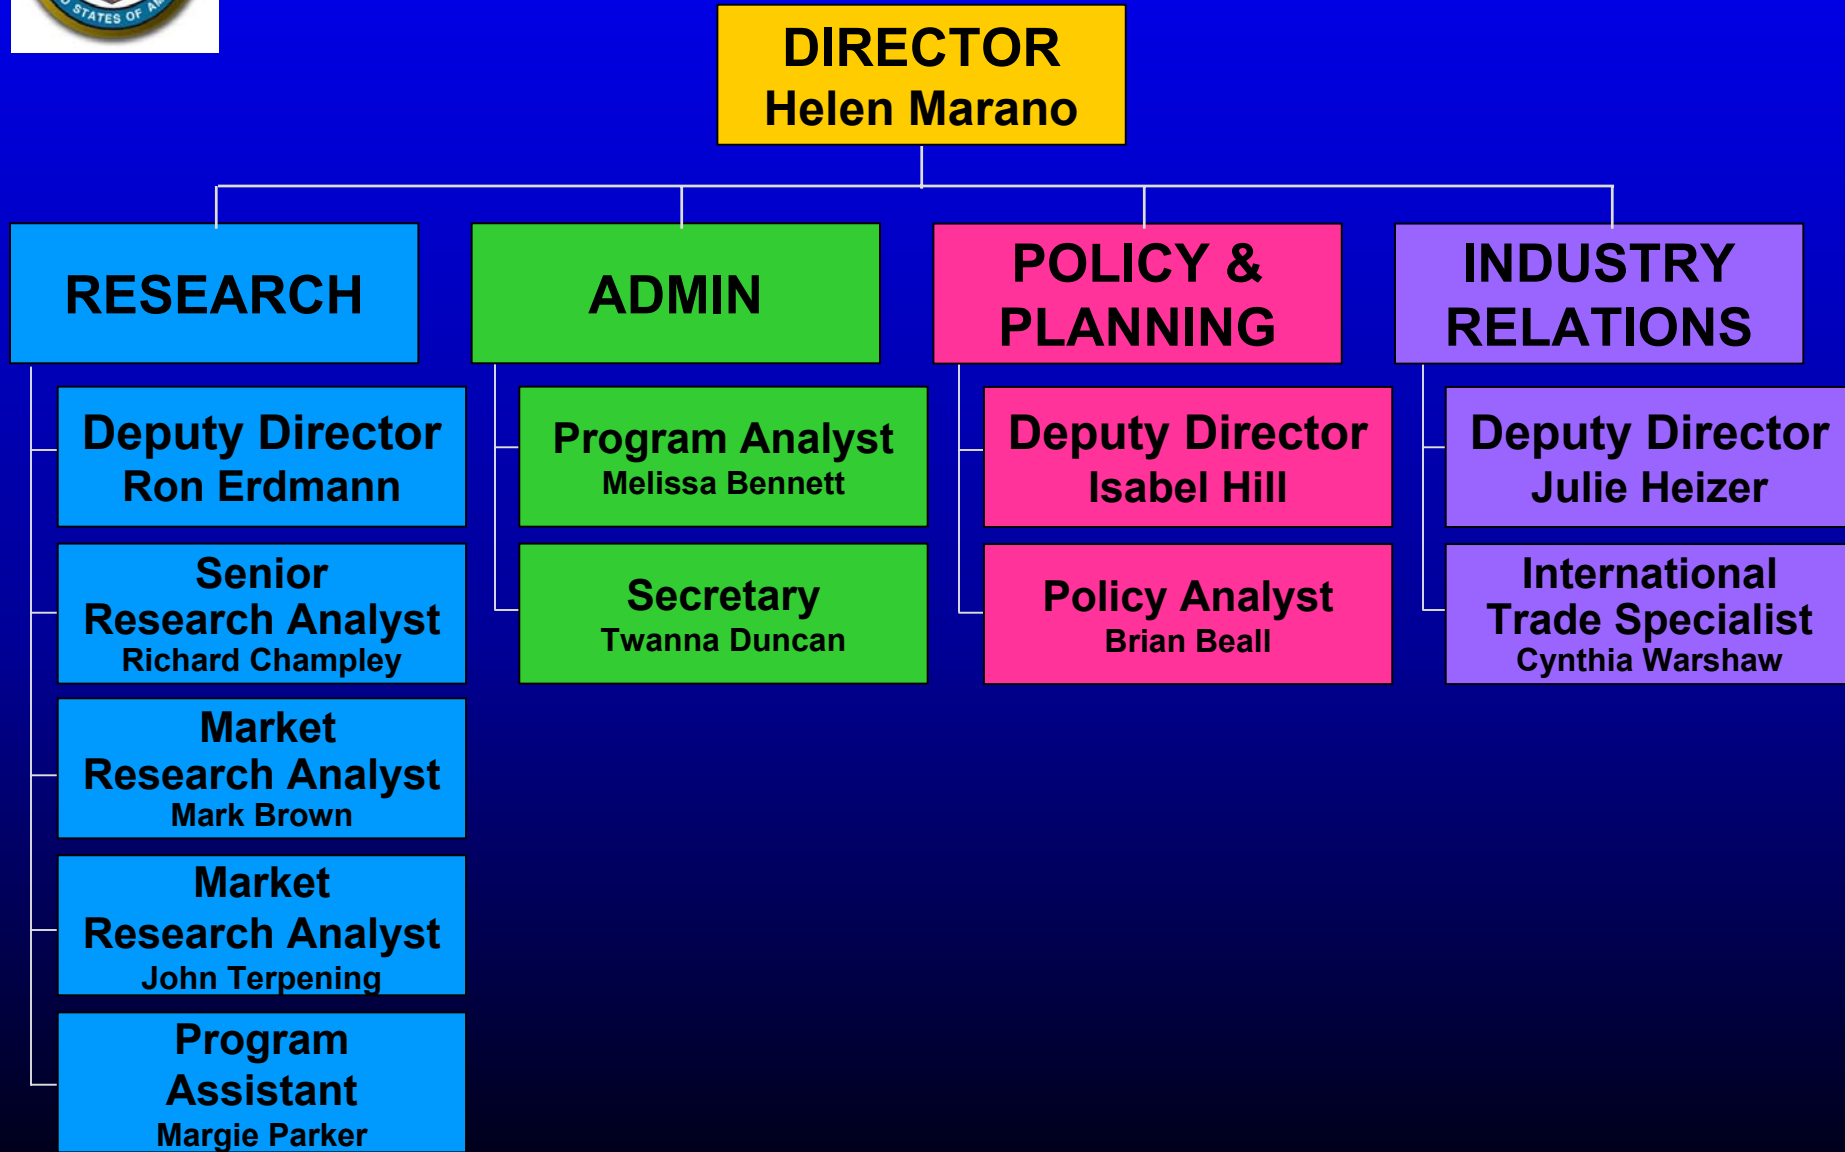 STATES OF
DIRECTOR
Helen Marano
RESEARCH
ADMIN
POLICY &
PLANNING
INDUSTRY
RELATIONS
Deputy Director
Ron Erdmann
Senior
Research Analyst
Richard Champley
Market
Research Analyst
Mark Brown
Market
Research Analyst
John Terpening
Program
Assistant
Margie Parker
Program Analyst
Melissa Bennett
Secretary
Twanna Duncan
Deputy Director
Isabel Hill
Policy Analyst
Brian Beall
Deputy Director
Julie Heizer
International
Trade Specialist
Cynthia Warshaw